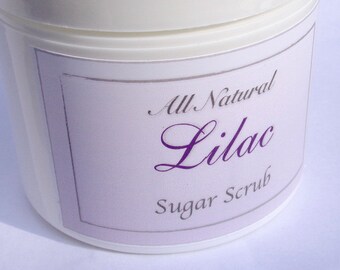 All Natural
Lilac
Sugar Scrub